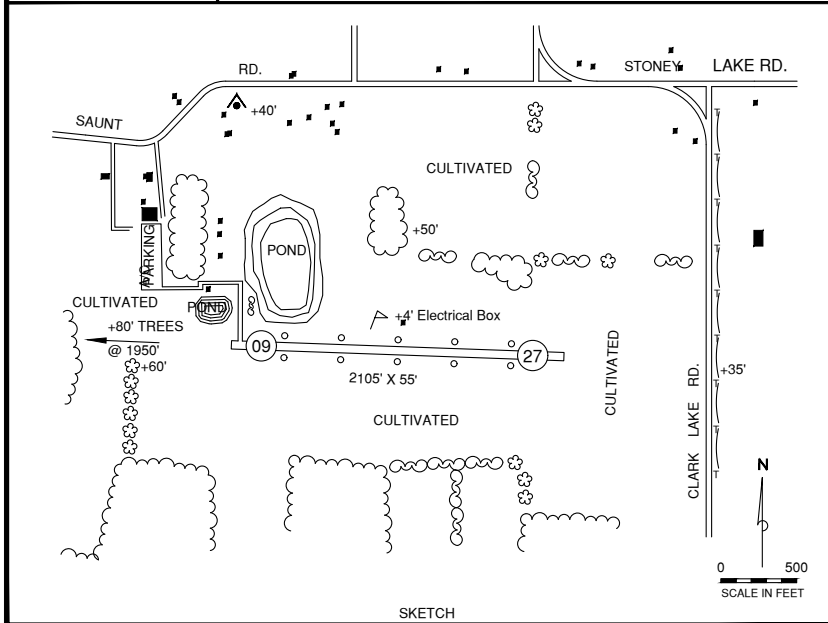 RD.
STONEY LAKE RD.
+40'
SAUNT
CULTIVATED
PARKING
+50'
POND
CULTIVATED
POND
+4' Electrical Box
+80' TREES
@ 1950'
+60'
09
27
2105' X 55'
CULTIVATED
CULTIVATED
+35'
CLARK LAKE RD.
N
0 500
SCALE IN FEET
SKETCH